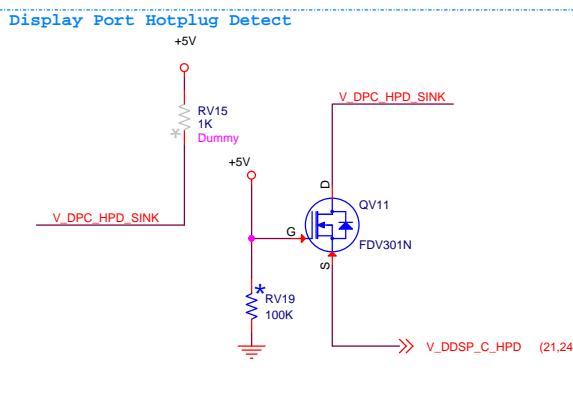 Display Port Hotplug Detect
+5V
V_DPC_HPD_SINK
RV15
1K
Dummy
+5V
D
QV11
V_DPC_HPD_SINK
G
FDV301N
S
RV19
100K
V_DDSP_C_HPD (21,24